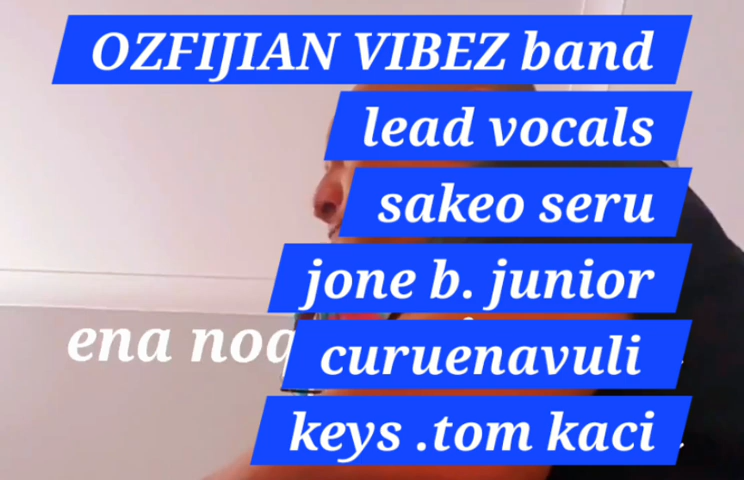 OZFIJIAN VIBEZ band
lead vocals
sakeo seru
jone b. junior
ena
curuenavuli
keys .tom kaci